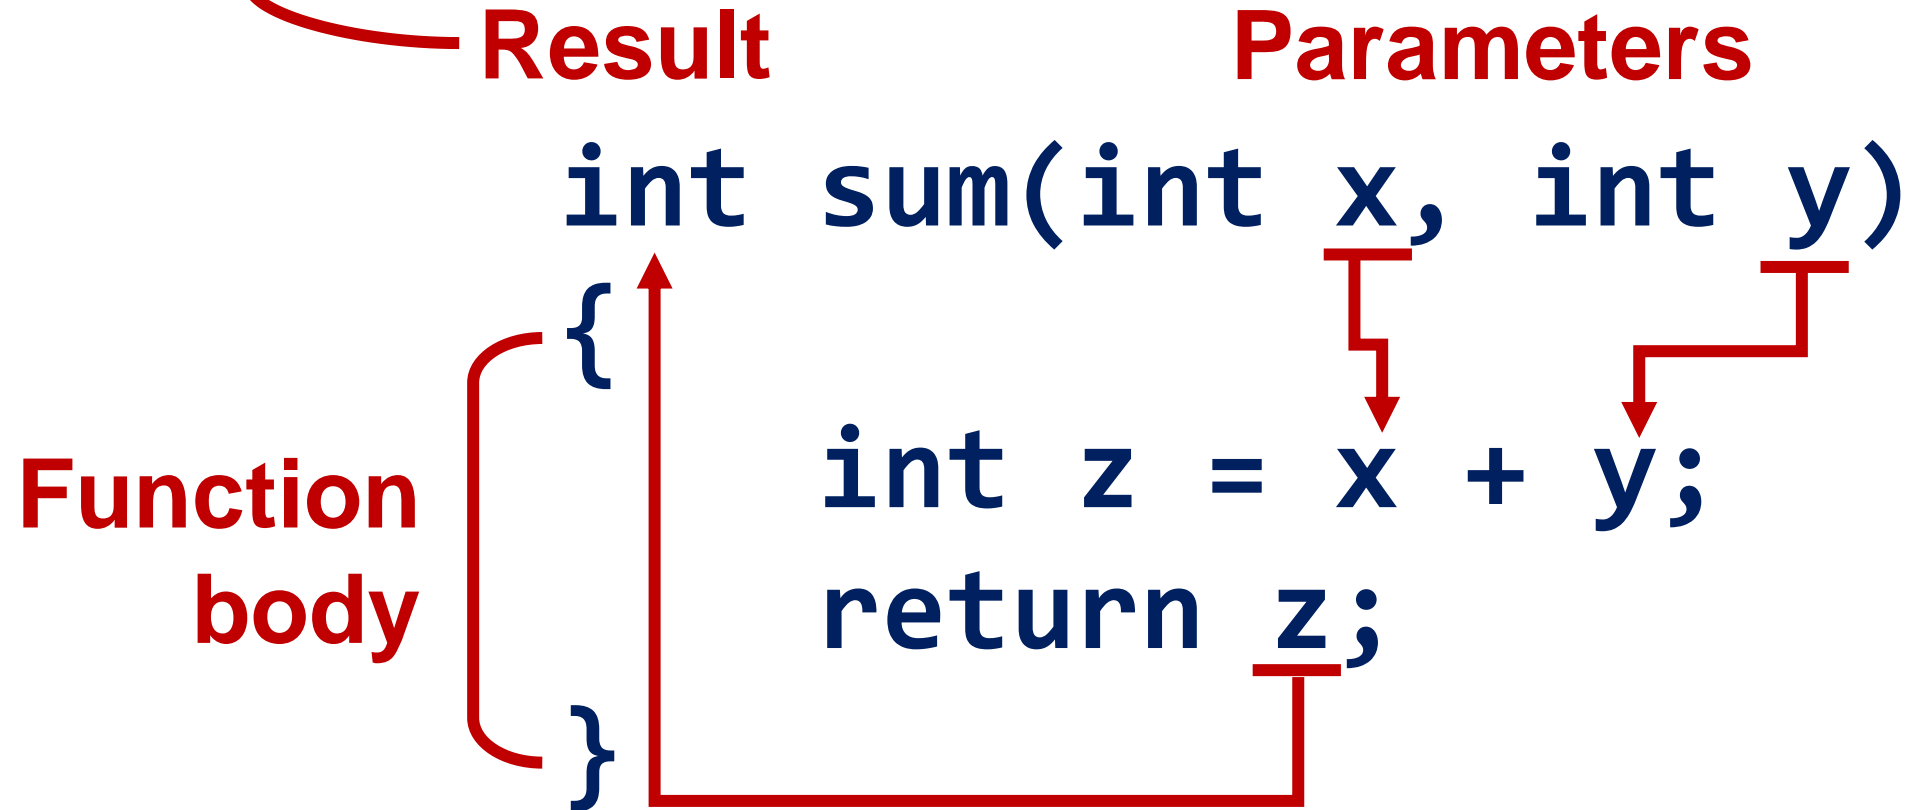 Result Parameters
int sum(int x, int y)
{
Function
body
int z = x + y;
return z;
}